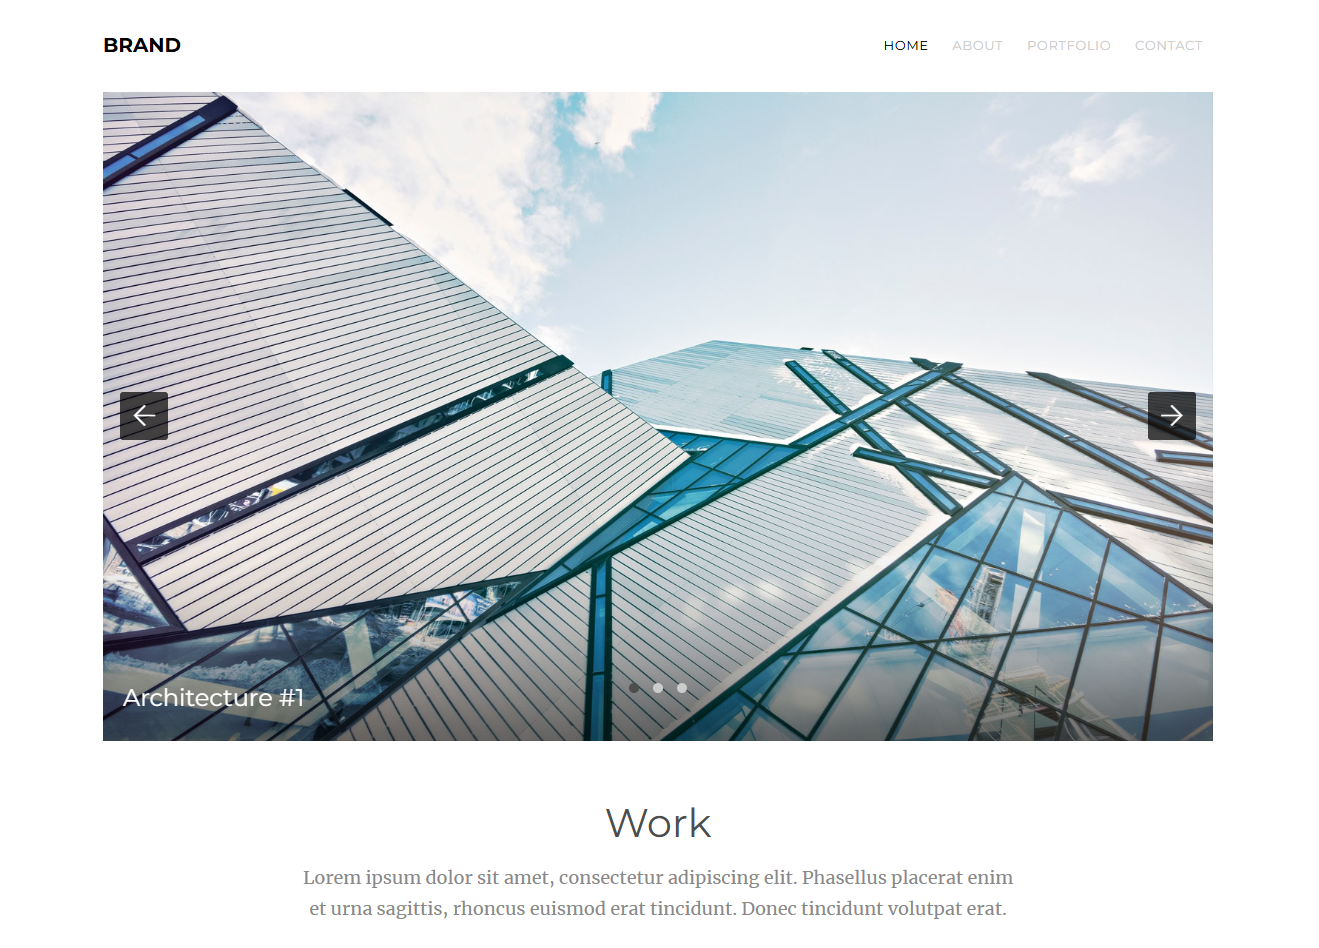 BRAND
HOME ABOUT PORTFOLIO CONTACT
Architecture #1
Work
Lorem ipsum dolor sit amet, consectetur adipiscing elit. Phasellus placerat enim
et urna sagittis, rhoncus euismod erat tincidunt. Donec tincidunt volutpat erat.